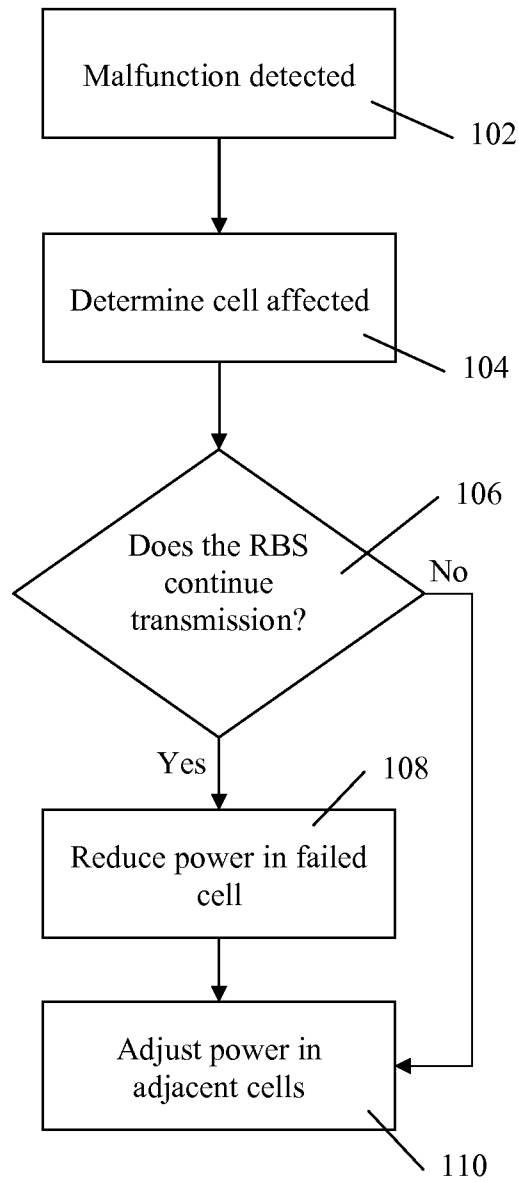 Malfunction detected
102
Determine cell affected
104
106
Does the RBS
continue
transmission?
No
Yes
108
Reduce power in failed
cell
Adjust power in
adjacent cells
110